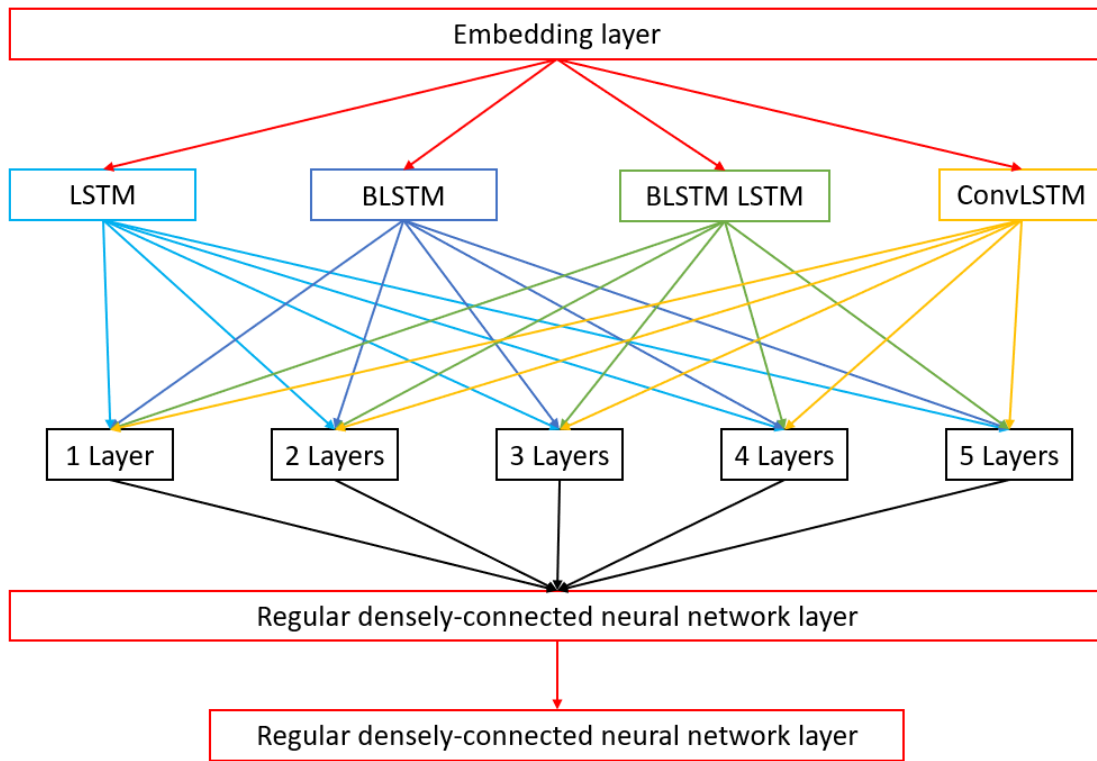 Embedding layer
LSTM
BLSTM
BLSTM LSTM
ConvLSTM
1 Layer
2 Layers
3 Layers
4 Layers
5 Layers
Regular densely-connected neural network layer
Regular densely-connected neural network layer